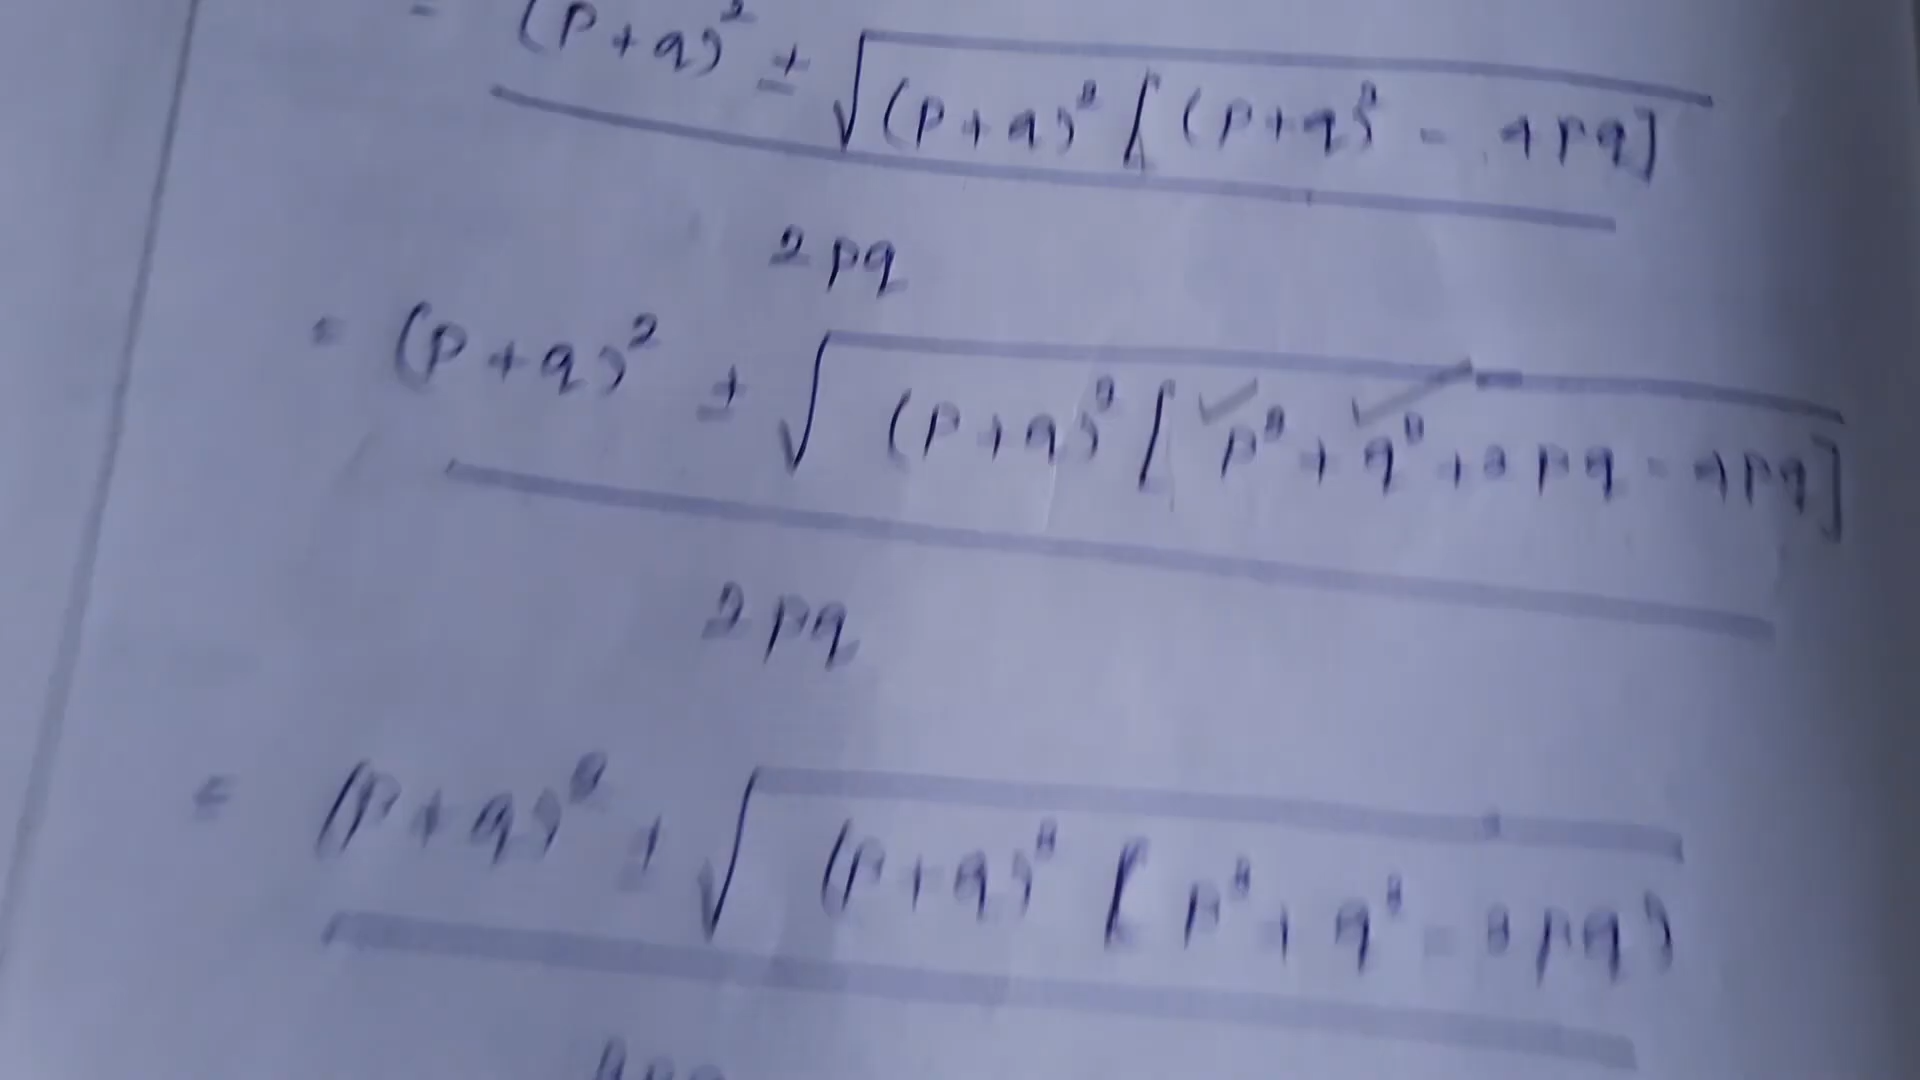 = (p+q)² ± √(p+q)² [(p+q)² - 4pq]
2pq
= (p+q)² ± √(p+q)² [p² + q² + 2pq - 4pq]
2pq
= (p+q)² ± √(p+q)² [p² + q² - 2pq)